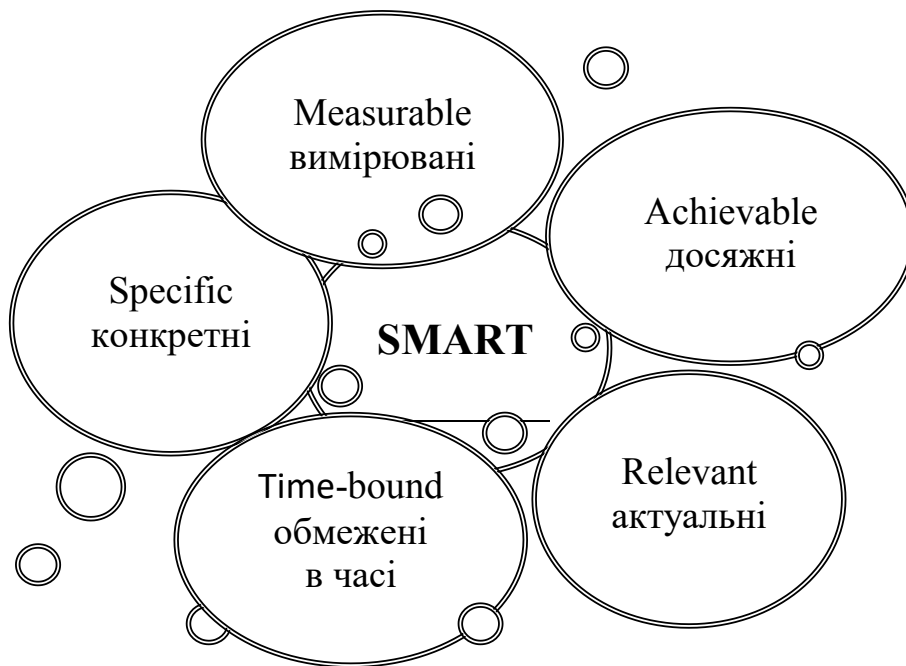 Measurable
вимірювані
Achievable
досяжні
Specific
конкретні
SMART
Relevant
актуальні
Time-bound
обмежені
в часі